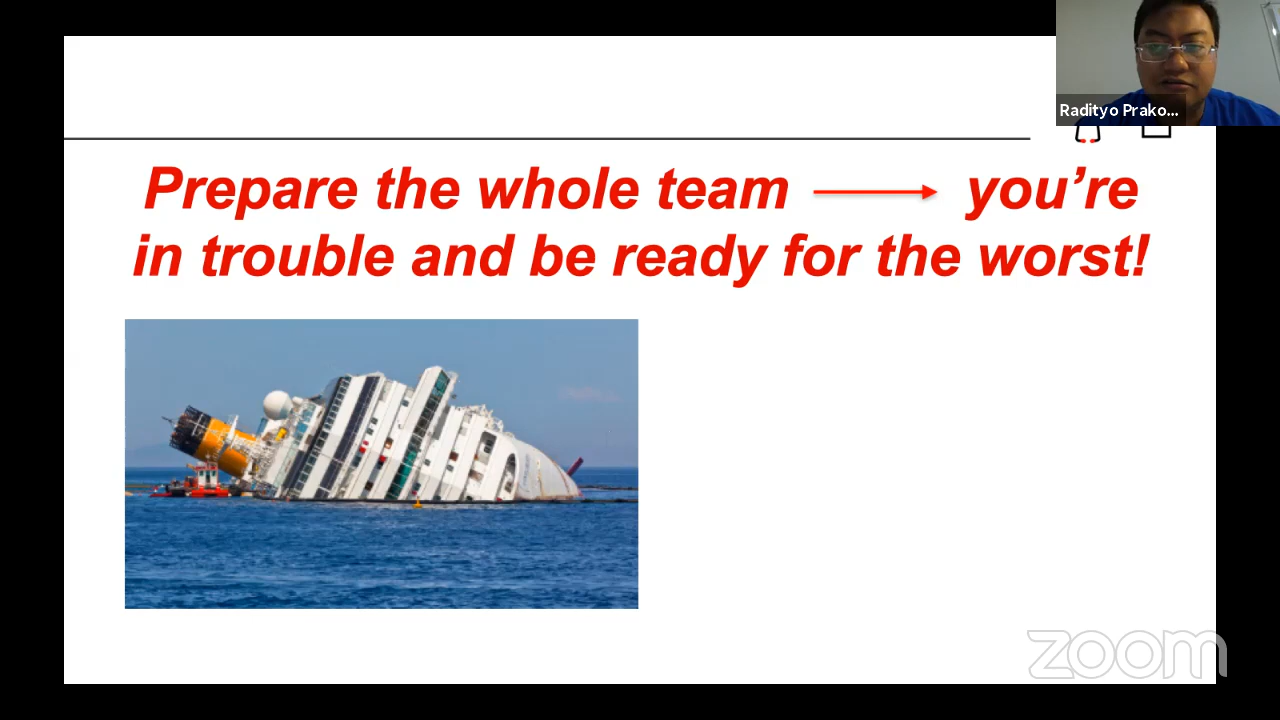 Radityo Prako...
Prepare the whole team ⟶ you’re
in trouble and be ready for the worst!
zoom